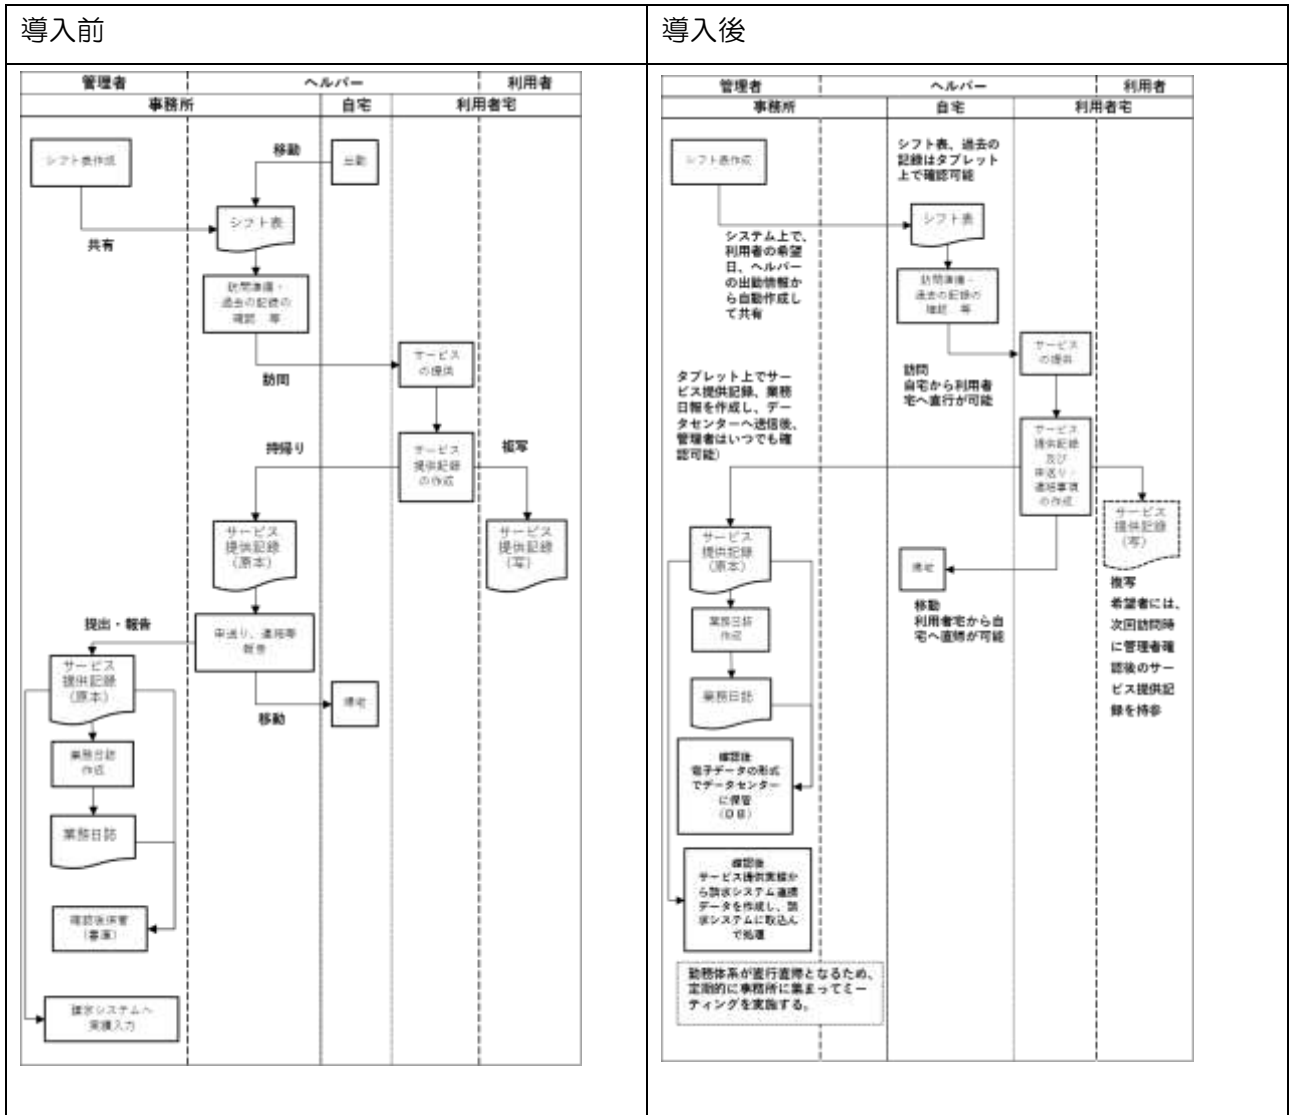 導入前
管理者
ヘルパー
利用者
事務所
自宅
利用者宅
シフト表作成
移動
出勤
シフト表
共有
訪問準備・
過去の記録の
確認 等
サービス
の提供
訪問
持帰り
サービス
提供記録
の作成
複写
サービス
提供記録
(原本)
サービス
提供記録
(写)
提出・報告
申送り、連絡等
報告
サービス
提供記録
(原本)
移動
帰宅
業務日誌
作成
業務日誌
確認後保管
(書庫)
請求システムへ
実績入力
導入後
管理者
ヘルパー
利用者
事務所
自宅
利用者宅
シフト表作成
シフト表、過去の
記録はタブレット
上で確認可能
シフト表
システム上で、
利用者の希望
日、ヘルパー
の出勤情報か
ら自動作成し
て共有
訪問準備・
過去の記録の
確認 等
サービス
の提供
訪問
自宅から利用者
宅へ直行が可能
タブレット上でサー
ビス提供記録、業務
日報を作成し、デー
タセンターへ送信後、
管理者はいつでも確
認可能)
サービス
提供記録
及び
申送り・
連絡事項
の作成
サービス
提供記録
(写)
サービス
提供記録
(原本)
帰宅
移動
利用者宅から自
宅へ直帰が可能
複写
希望者には、
次回訪問時
に管理者確
認後のサー
ビス提供記
録を持参
業務日誌
作成
業務日誌
確認後
電子データの形式
でデータセンター
に保管
(DB)
確認後
サービス提供実績か
ら請求システム連携
データを作成し、請
求システムに取込ん
で処理
勤務体系が直行直帰となるため、
定期的に事務所に集まってミー
ティングを実施する。